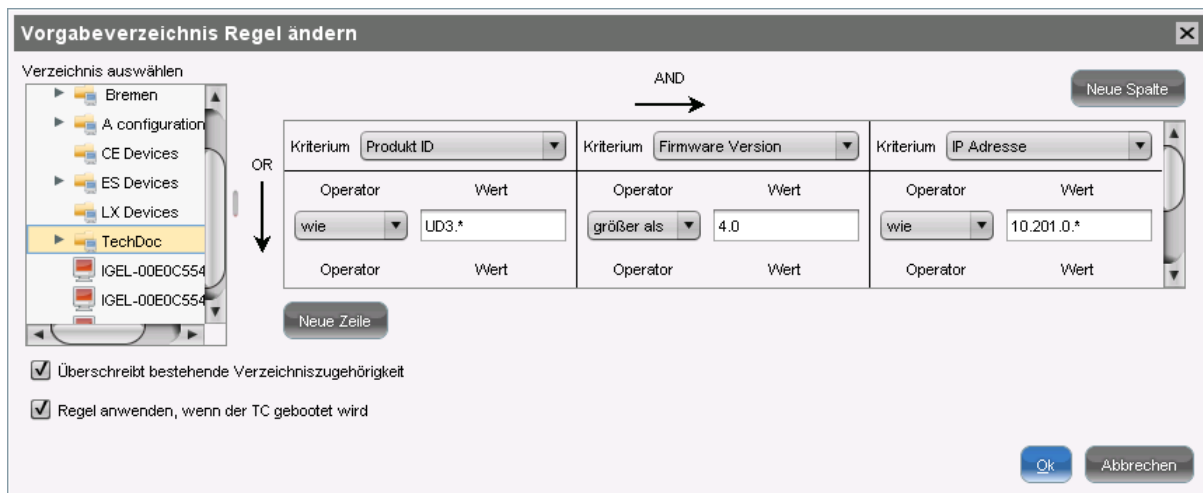 Vorgabeverzeichnis Regel ändern
Verzeichnis auswählen
Bremen
A configuration
CE Devices
ES Devices
LX Devices
TechDoc
IGEL-00E0C554
IGEL-00E0C554
OR
AND
Neue Spalte
Kriterium Produkt ID Kriterium Firmware Version Kriterium IP Adresse
Operator Wert Operator Wert Operator Wert
wie UD3.* größer als 4.0 wie 10.201.0.*
Operator Wert Operator Wert Operator Wert
Neue Zeile
Überschreibt bestehende Verzeichniszugehörigkeit
Regel anwenden, wenn der TC gebootet wird
Ok Abbrechen